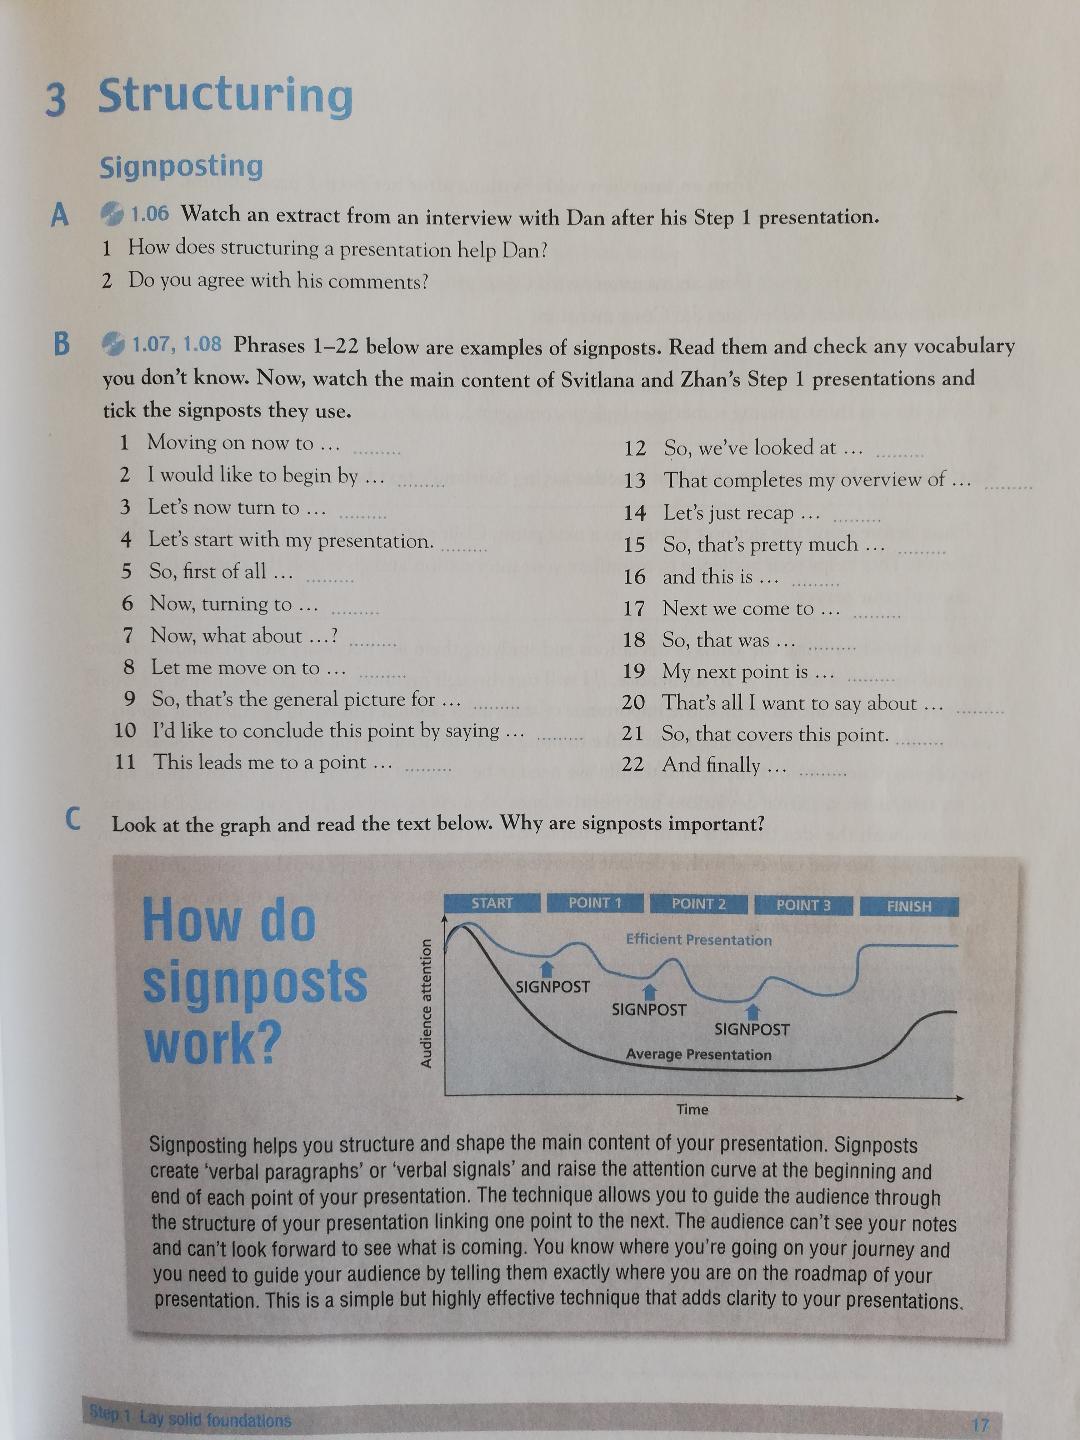 3 Structuring
Signposting
A 1.06 Watch an extract from an interview with Dan after his Step 1 presentation.
1 How does structuring a presentation help Dan?
2 Do you agree with his comments?
B 1.07, 1.08 Phrases 1–22 below are examples of signposts. Read them and check any vocabulary
you don't know. Now, watch the main content of Svitlana and Zhan's Step 1 presentations and
tick the signposts they use.
1 Moving on now to … .........
2 I would like to begin by … .........
3 Let's now turn to … .........
4 Let's start with my presentation. .........
5 So, first of all … .........
6 Now, turning to … .........
7 Now, what about …? .........
8 Let me move on to … .........
9 So, that's the general picture for … .........
10 I'd like to conclude this point by saying … .........
11 This leads me to a point … .........
12 So, we've looked at … .........
13 That completes my overview of … .........
14 Let's just recap … .........
15 So, that's pretty much … .........
16 and this is … .........
17 Next we come to … .........
18 So, that was … .........
19 My next point is … .........
20 That's all I want to say about … .........
21 So, that covers this point. .........
22 And finally … .........
C Look at the graph and read the text below. Why are signposts important?
How do
signposts
work?
START POINT 1 POINT 2 POINT 3 FINISH
Audience attention
Efficient Presentation
SIGNPOST
SIGNPOST
SIGNPOST
Average Presentation
Time
Signposting helps you structure and shape the main content of your presentation. Signposts
create 'verbal paragraphs' or 'verbal signals' and raise the attention curve at the beginning and
end of each point of your presentation. The technique allows you to guide the audience through
the structure of your presentation linking one point to the next. The audience can't see your notes
and can't look forward to see what is coming. You know where you're going on your journey and
you need to guide your audience by telling them exactly where you are on the roadmap of your
presentation. This is a simple but highly effective technique that adds clarity to your presentations.
Step 1 Lay solid foundations 17